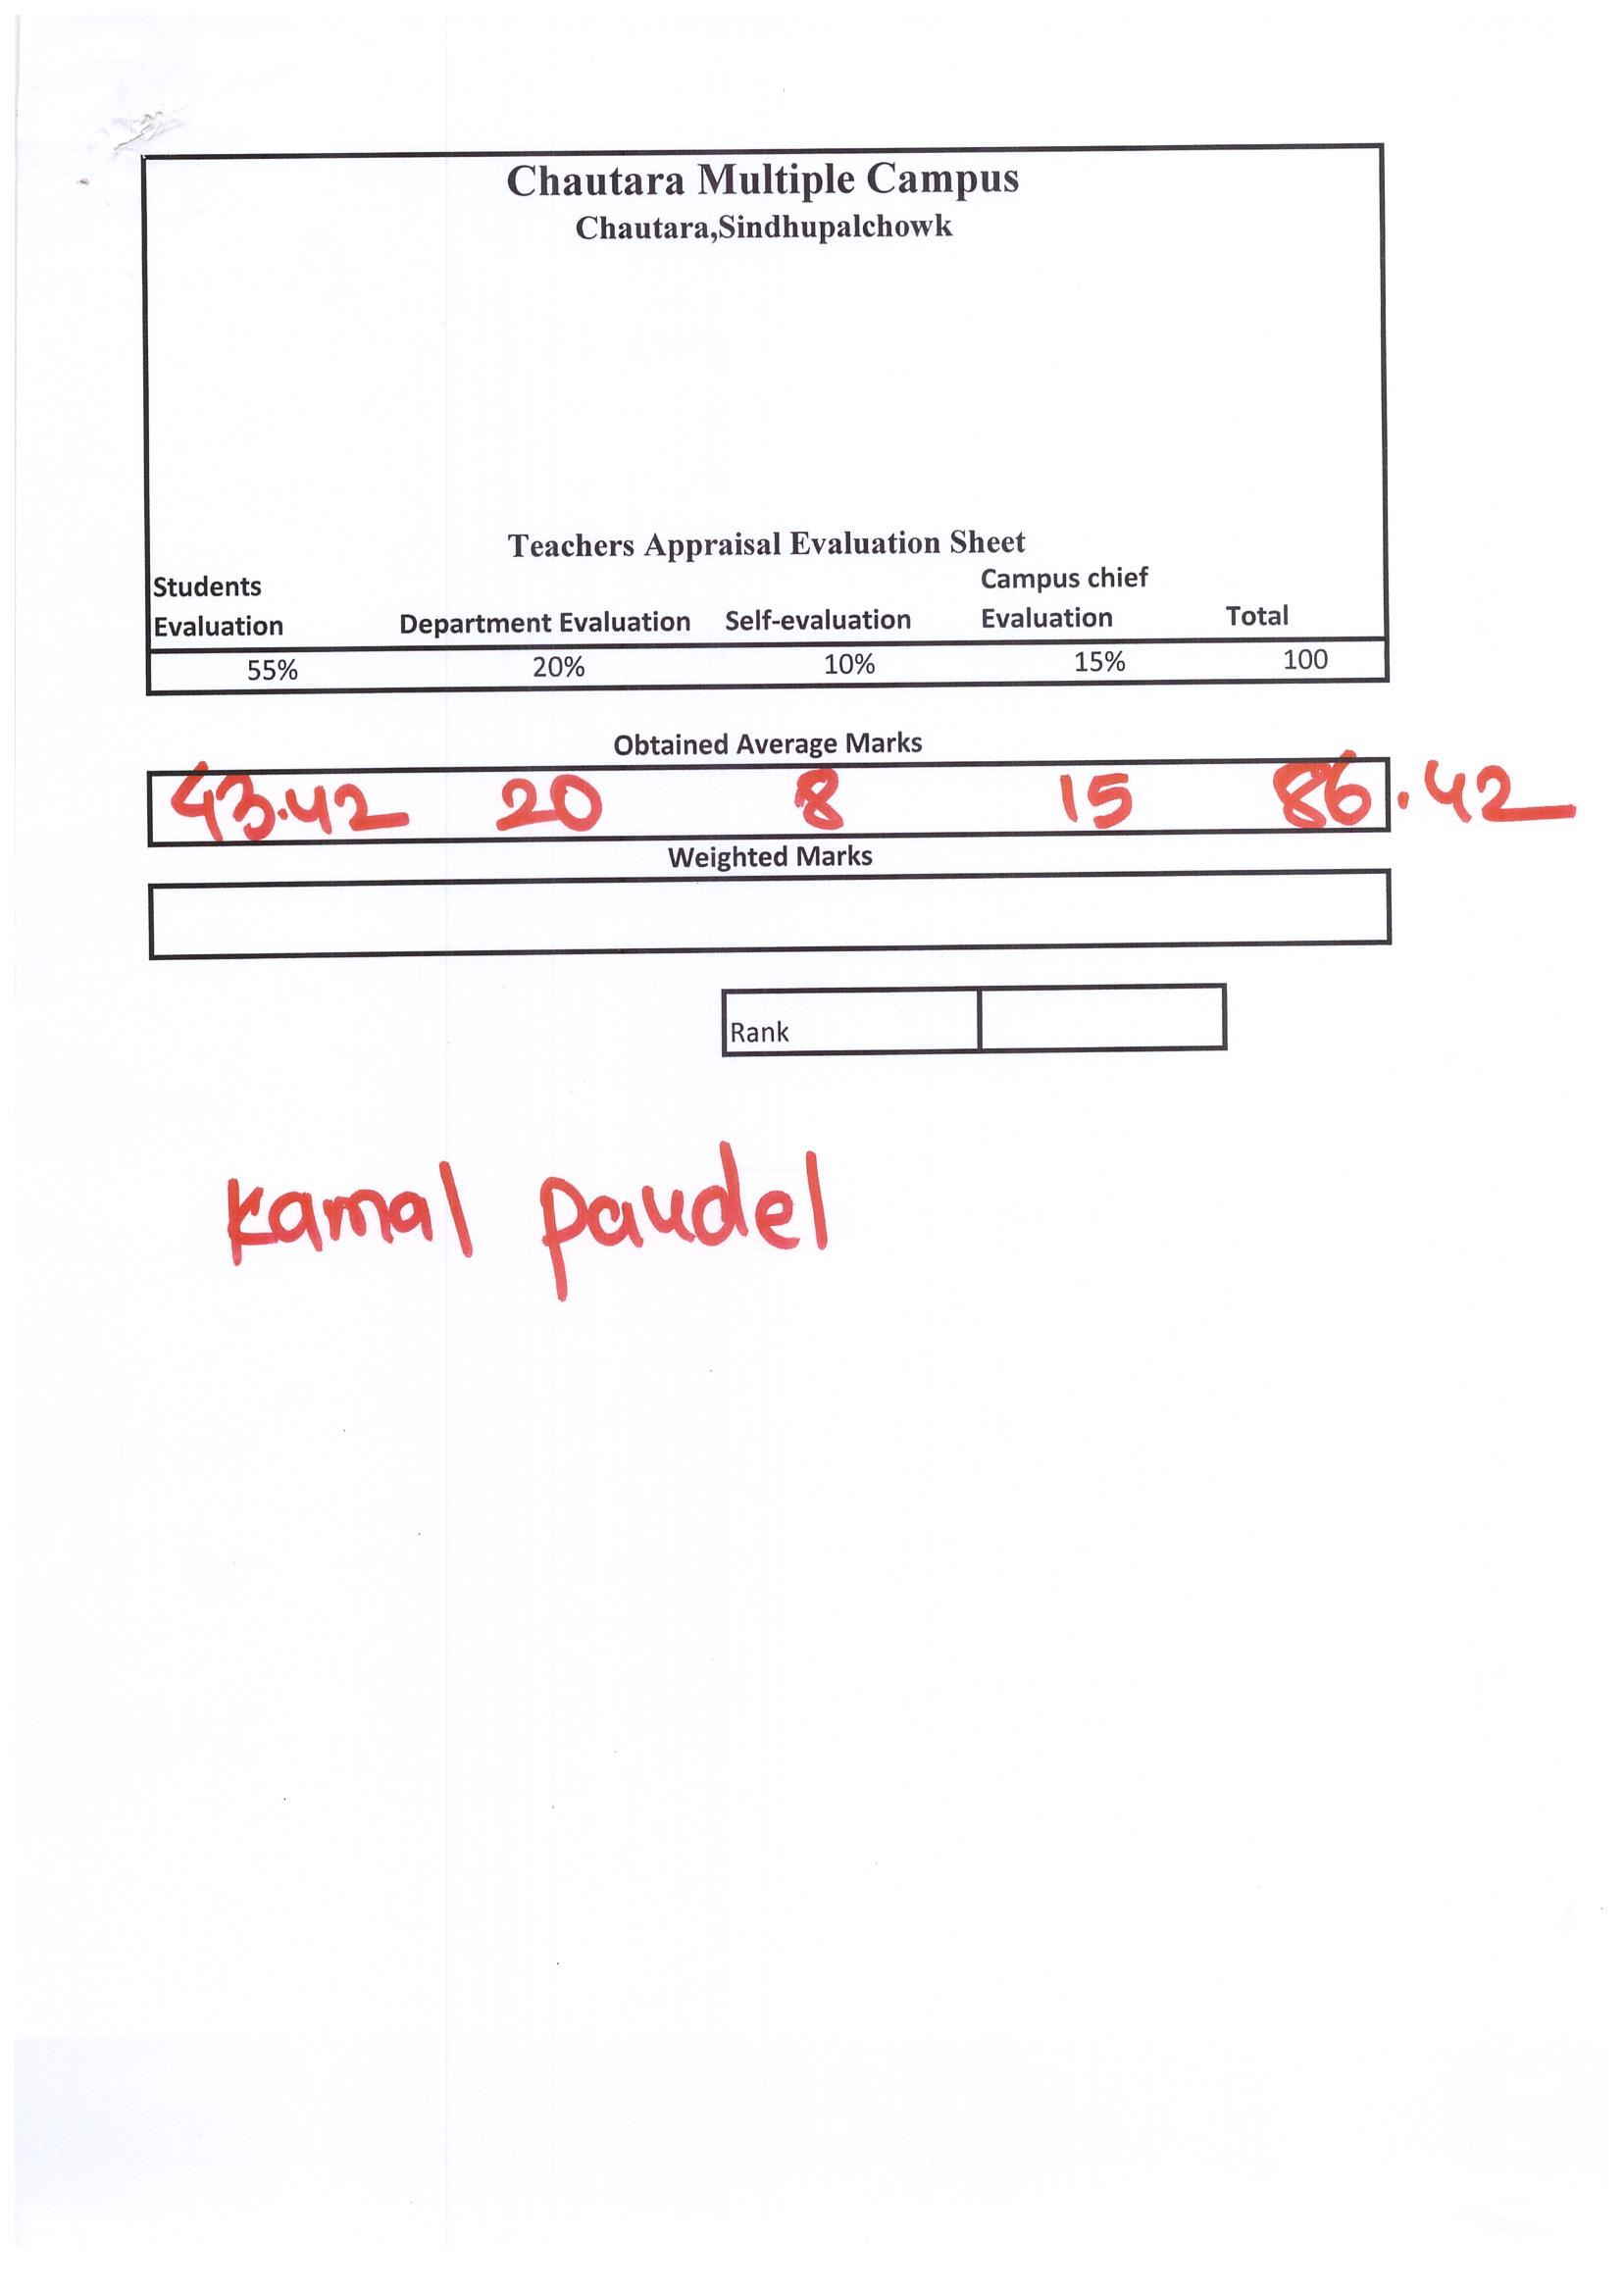 Chautara Multiple Campus
Chautara,Sindhupalchowk
Teachers Appraisal Evaluation Sheet
Students Evaluation Department Evaluation Self-evaluation Campus chief Evaluation Total
55% 20% 10% 15% 100
Obtained Average Marks
43.42 20 8 15 86.42
Weighted Marks
Rank
Kamal paudel